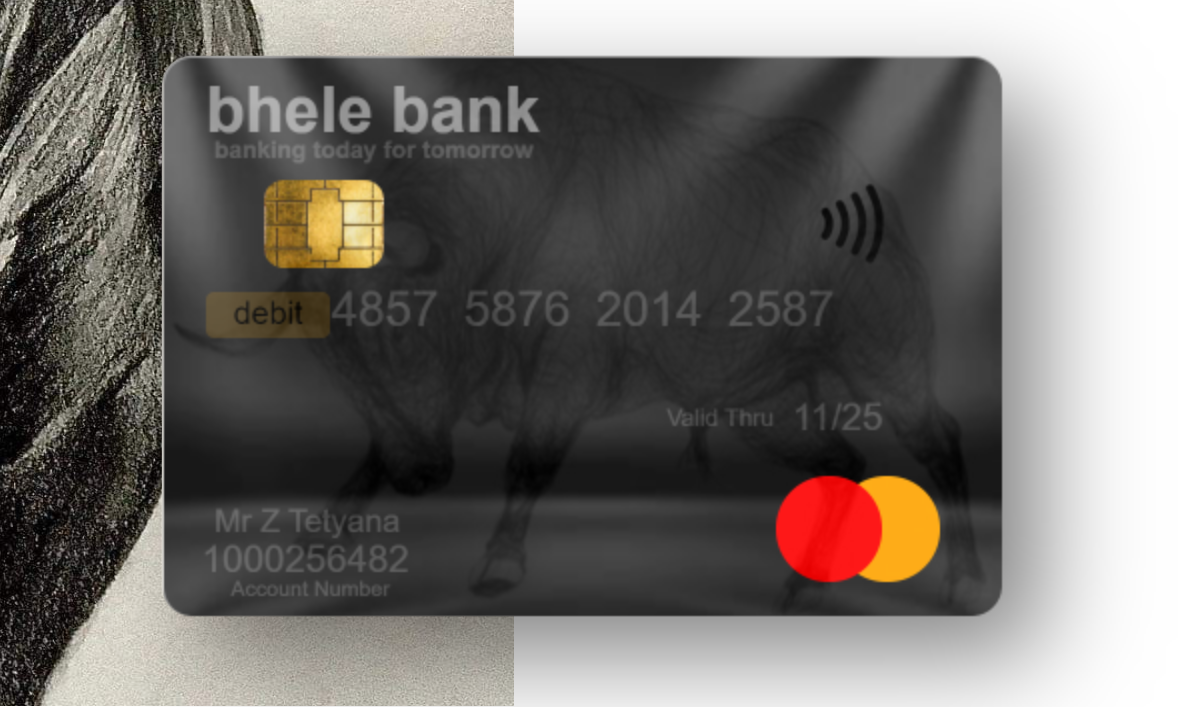 bhele bank
banking today for tomorrow
debit 4857 5876 2014 2587
Valid Thru 11/25
Mr Z Tetyana
1000256482
Account Number